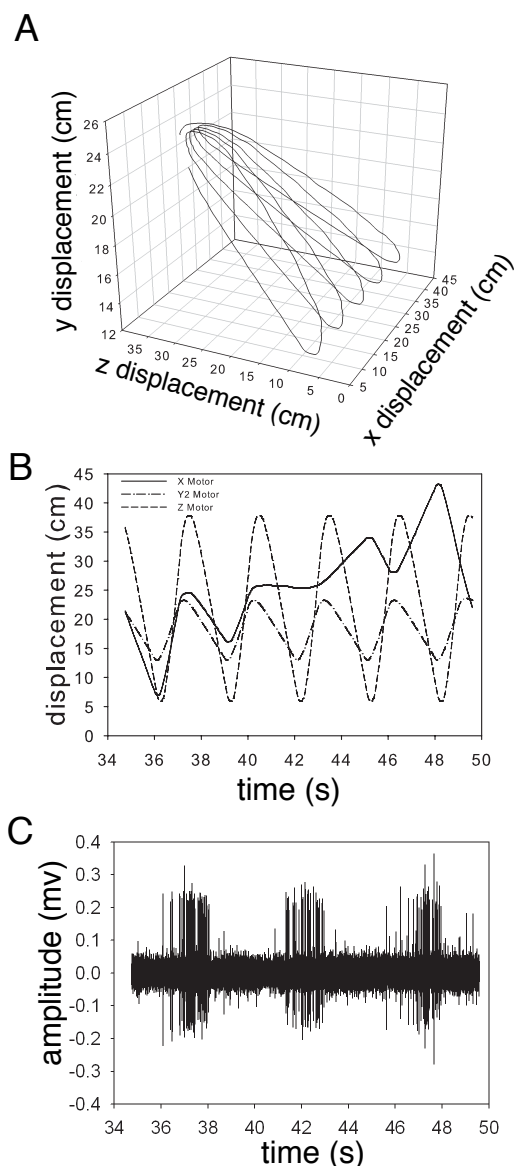 A
y displacement (cm)
26
24
22
20
18
16
14
12
35
30
25
20
15
10
5
0
z displacement (cm)
5
10
15
20
25
30
35
40
45
x displacement (cm)
B
X Motor
Y2 Motor
Z Motor
displacement (cm)
45
40
35
30
25
20
15
10
5
0
34 36 38 40 42 44 46 48 50
time (s)
C
amplitude (mv)
0.4
0.3
0.2
0.1
0.0
-0.1
-0.2
-0.3
-0.4
34 36 38 40 42 44 46 48 50
time (s)